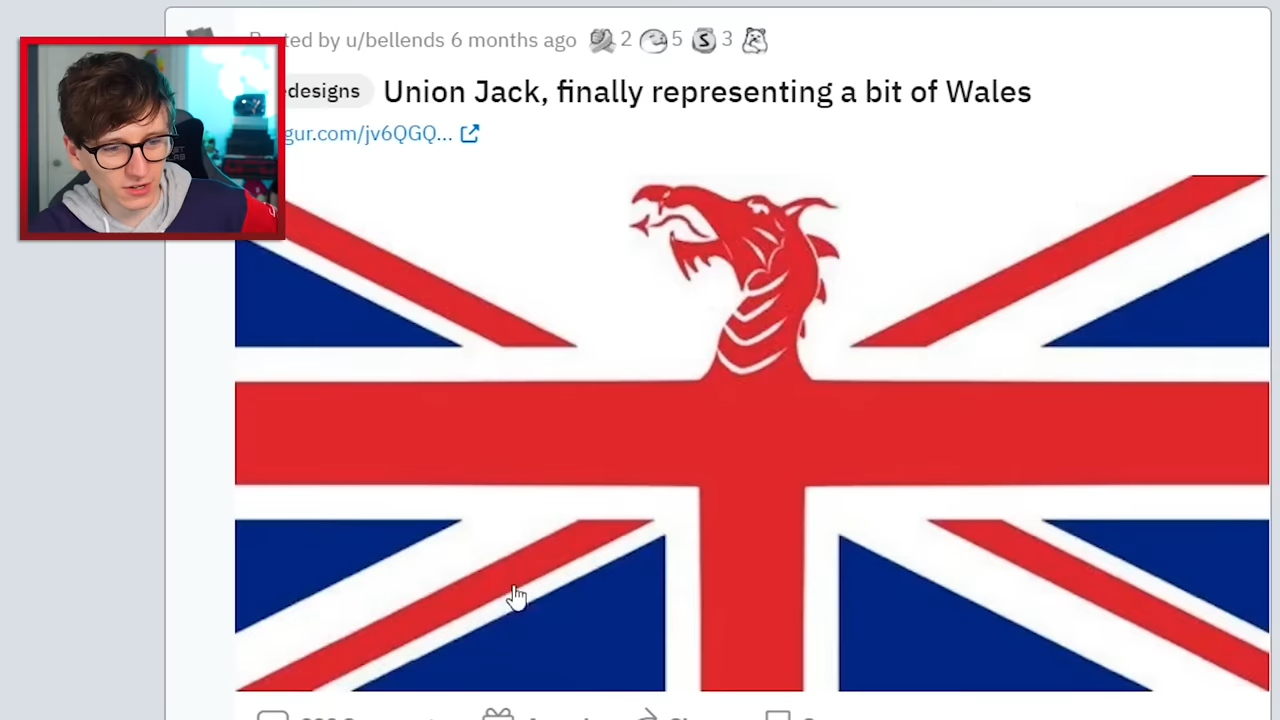 ted by u/bellends 6 months ago 2 5 S 3
edesigns Union Jack, finally representing a bit of Wales
gur.com/jv6QGQ...